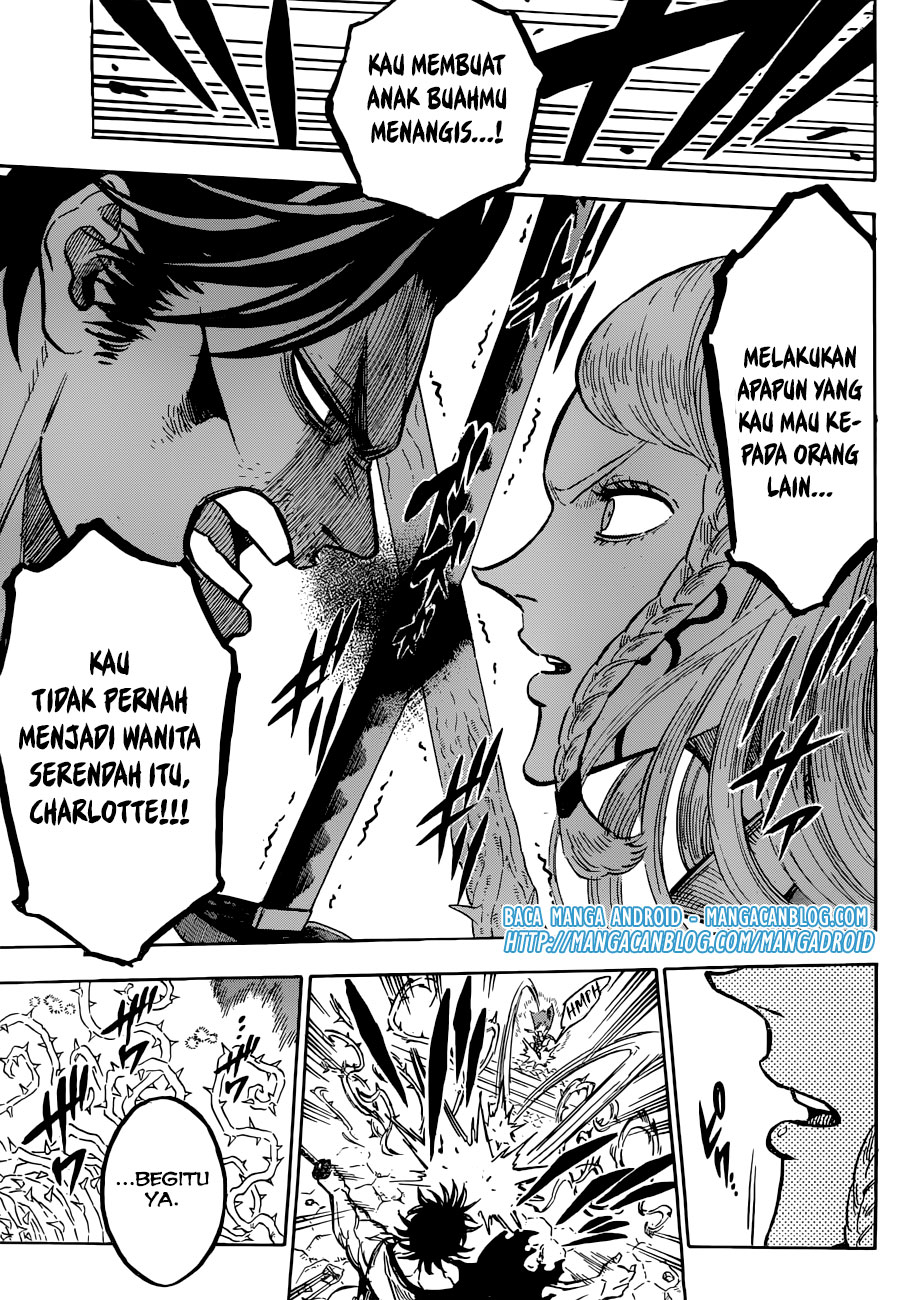 KAU MEMBUAT
ANAK BUAHMU
MENANGIS...!
MELAKUKAN
APAPUN YANG
KAU MAU KE-
PADA ORANG
LAIN...
KAU
TIDAK PERNAH
MENJADI WANITA
SERENDAH ITU,
CHARLOTTE!!!
BACA MANGA ANDROID - MANGACANBLOG.COM
HTTP://MANGACANBLOG.COM/MANGADROID
HMPH
...BEGITU
YA.